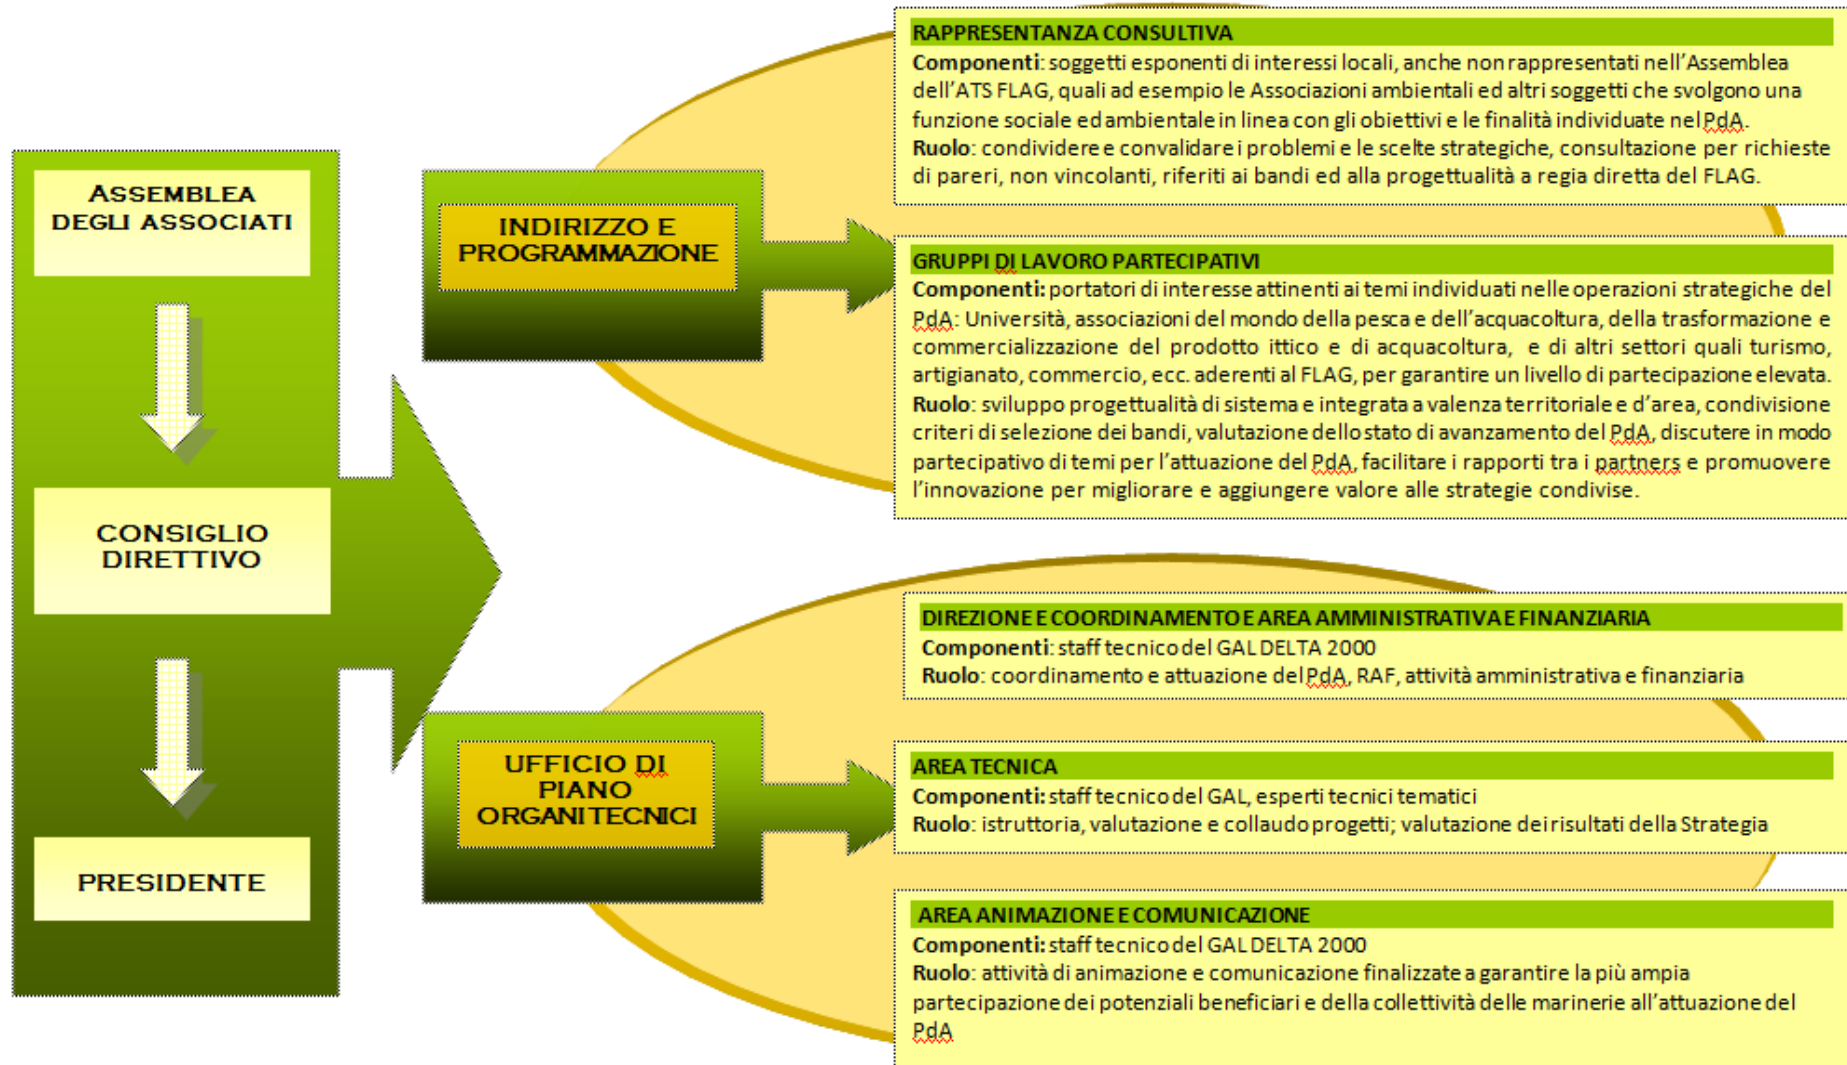 ASSEMBLEA
DEGLI ASSOCIATI
CONSIGLIO
DIRETTIVO
PRESIDENTE
INDIRIZZO E
PROGRAMMAZIONE
RAPPRESENTANZA CONSULTIVA
Componenti: soggetti esponenti di interessi locali, anche non rappresentati nell'Assemblea
dell'ATS FLAG, quali ad esempio le Associazioni ambientali ed altri soggetti che svolgono una
funzione sociale ed ambientale in linea con gli obiettivi e le finalità individuate nel PdA.
Ruolo: condividere e convalidare i problemi e le scelte strategiche, consultazione per richieste
di pareri, non vincolanti, riferiti ai bandi ed alla progettualità a regia diretta del FLAG.
GRUPPI DI LAVORO PARTECIPATIVI
Componenti: portatori di interesse attinenti ai temi individuati nelle operazioni strategiche del
PdA: Università, associazioni del mondo della pesca e dell'acquacoltura, della trasformazione e
commercializzazione del prodotto ittico e di acquacoltura, e di altri settori quali turismo,
artigianato, commercio, ecc. aderenti al FLAG, per garantire un livello di partecipazione elevata.
Ruolo: sviluppo progettualità di sistema e integrata a valenza territoriale e d'area, condivisione
criteri di selezione dei bandi, valutazione dello stato di avanzamento del PdA, discutere in modo
partecipativo di temi per l'attuazione del PdA, facilitare i rapporti tra i partners e promuovere
l'innovazione per migliorare e aggiungere valore alle strategie condivise.
UFFICIO DI
PIANO
ORGANI TECNICI
DIREZIONE E COORDINAMENTO E AREA AMMINISTRATIVA E FINANZIARIA
Componenti: staff tecnico del GAL DELTA 2000
Ruolo: coordinamento e attuazione del PdA, RAF, attività amministrativa e finanziaria
AREA TECNICA
Componenti: staff tecnico del GAL, esperti tecnici tematici
Ruolo: istruttoria, valutazione e collaudo progetti; valutazione dei risultati della Strategia
AREA ANIMAZIONE E COMUNICAZIONE
Componenti: staff tecnico del GAL DELTA 2000
Ruolo: attività di animazione e comunicazione finalizzate a garantire la più ampia
partecipazione dei potenziali beneficiari e della collettività delle marinerie all'attuazione del
PdA